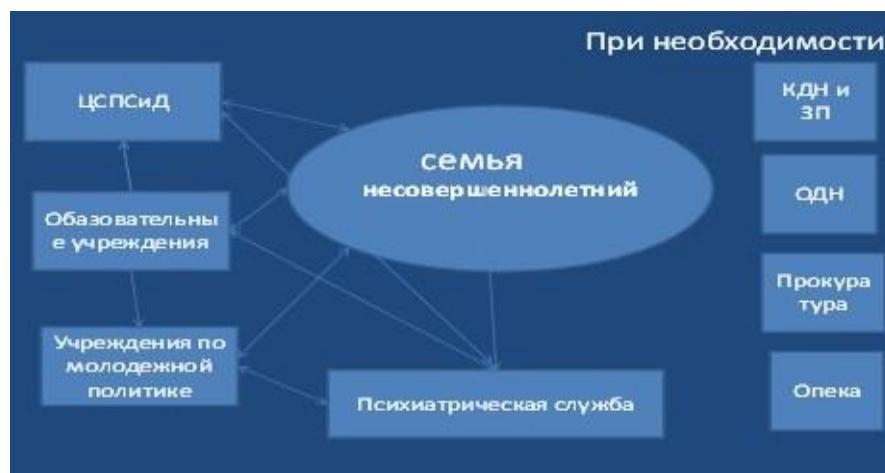 При необходимости
ЦСПСиД
КДН и
ЗП
семья
несовершеннолетний
ОДН
Обазовательны
е учреждения
Прокура
тура
Учреждения по
молодежной
политике
Психиатрическая служба
Опека